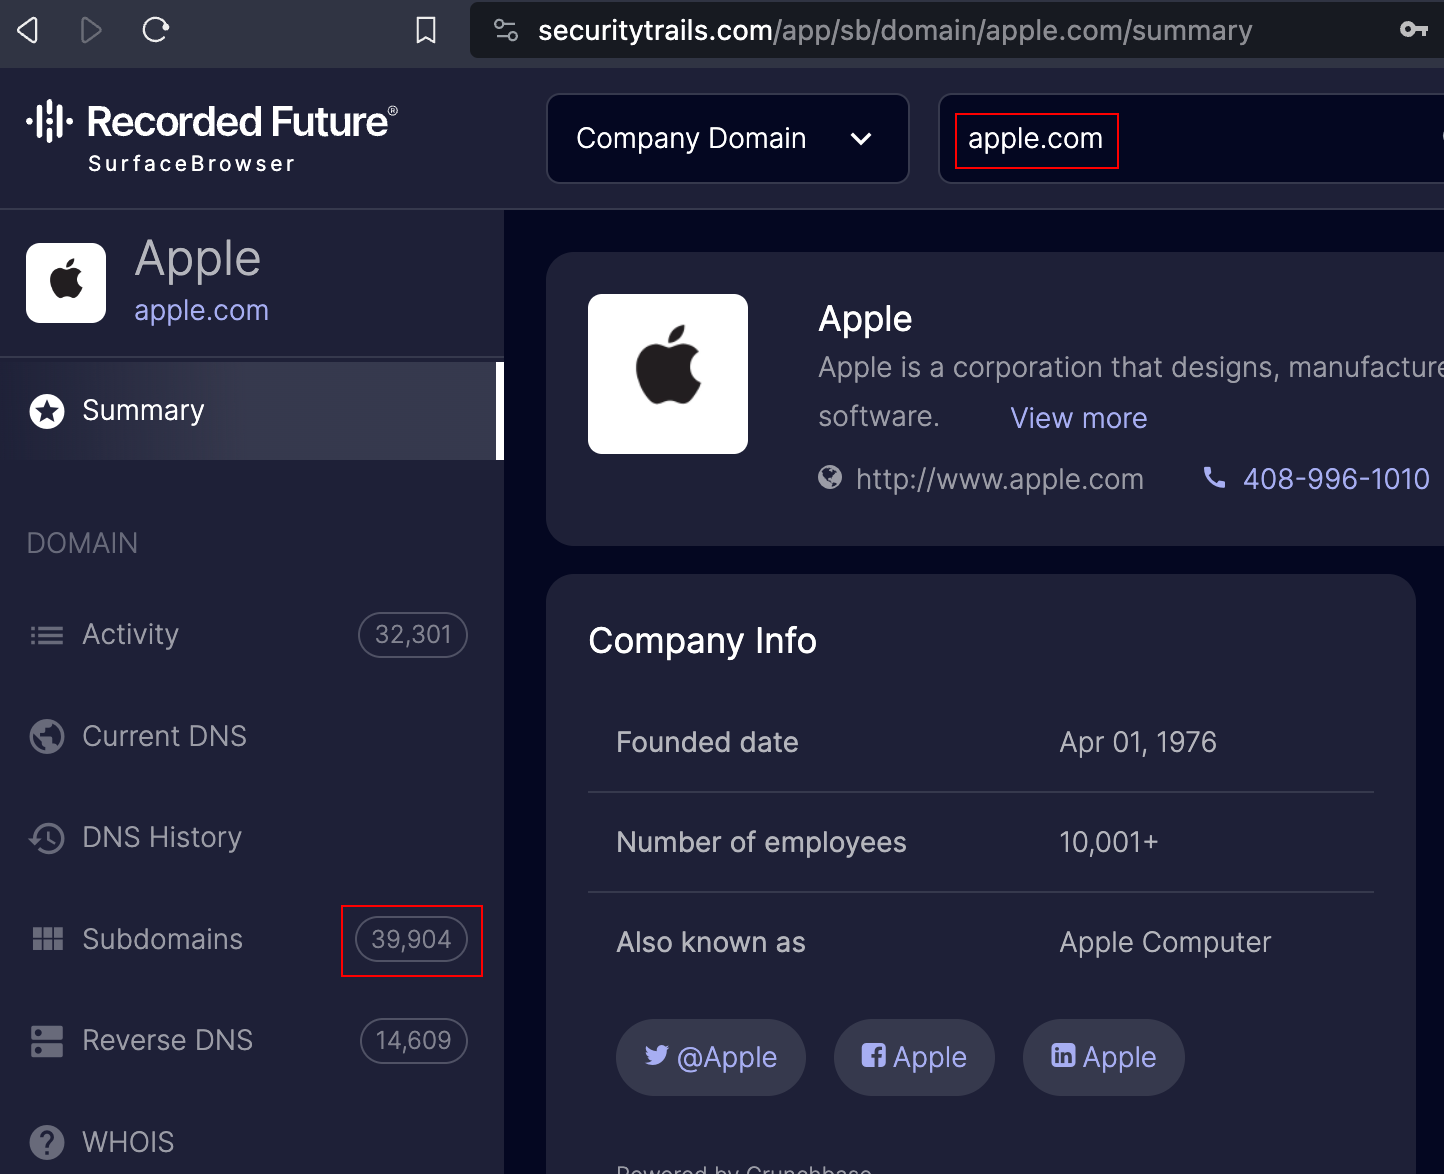 securitytrails.com/app/sb/domain/apple.com/summary
Recorded Future®
SurfaceBrowser
Company Domain
apple.com
Apple
apple.com
Summary
DOMAIN
Activity 32,301
Current DNS
DNS History
Subdomains 39,904
Reverse DNS 14,609
WHOIS
Apple
Apple is a corporation that designs, manufacture
software. View more
http://www.apple.com 408-996-1010
Company Info
Founded date Apr 01, 1976
Number of employees 10,001+
Also known as Apple Computer
@Apple Apple Apple
Powered by Crunchbase